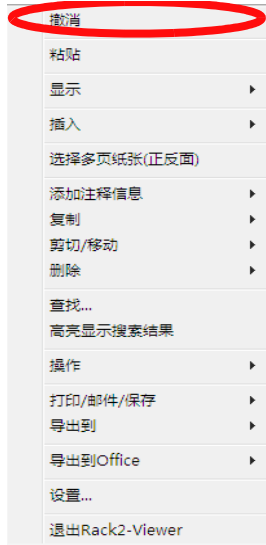 撤消
粘贴
显示
插入
选择多页纸张(正反面)
添加注释信息
复制
剪切/移动
删除
查找...
高亮显示搜索结果
操作
打印/邮件/保存
导出到
导出到Office
设置...
退出Rack2-Viewer